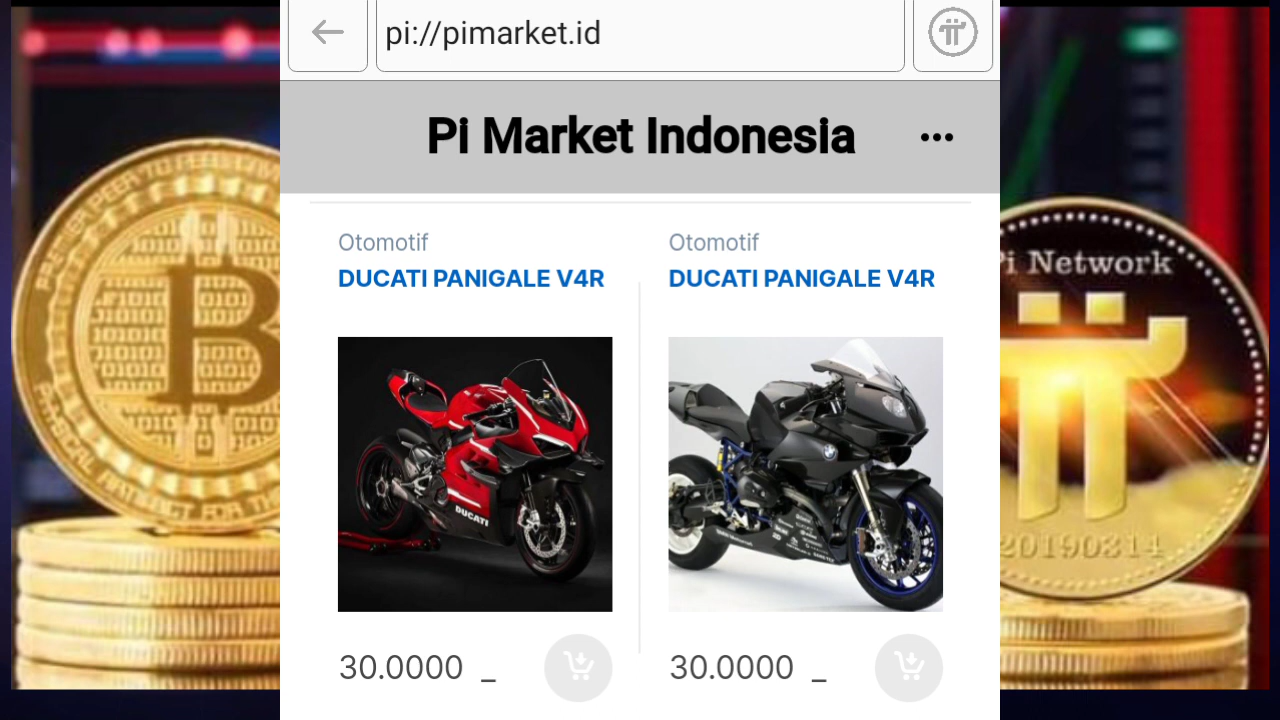 pi://pimarket.id
Pi Market Indonesia
Otomotif
DUCATI PANIGALE V4R
Otomotif
DUCATI PANIGALE V4R
DUCATI
30.0000 _
30.0000 _
Pi Network
20190314